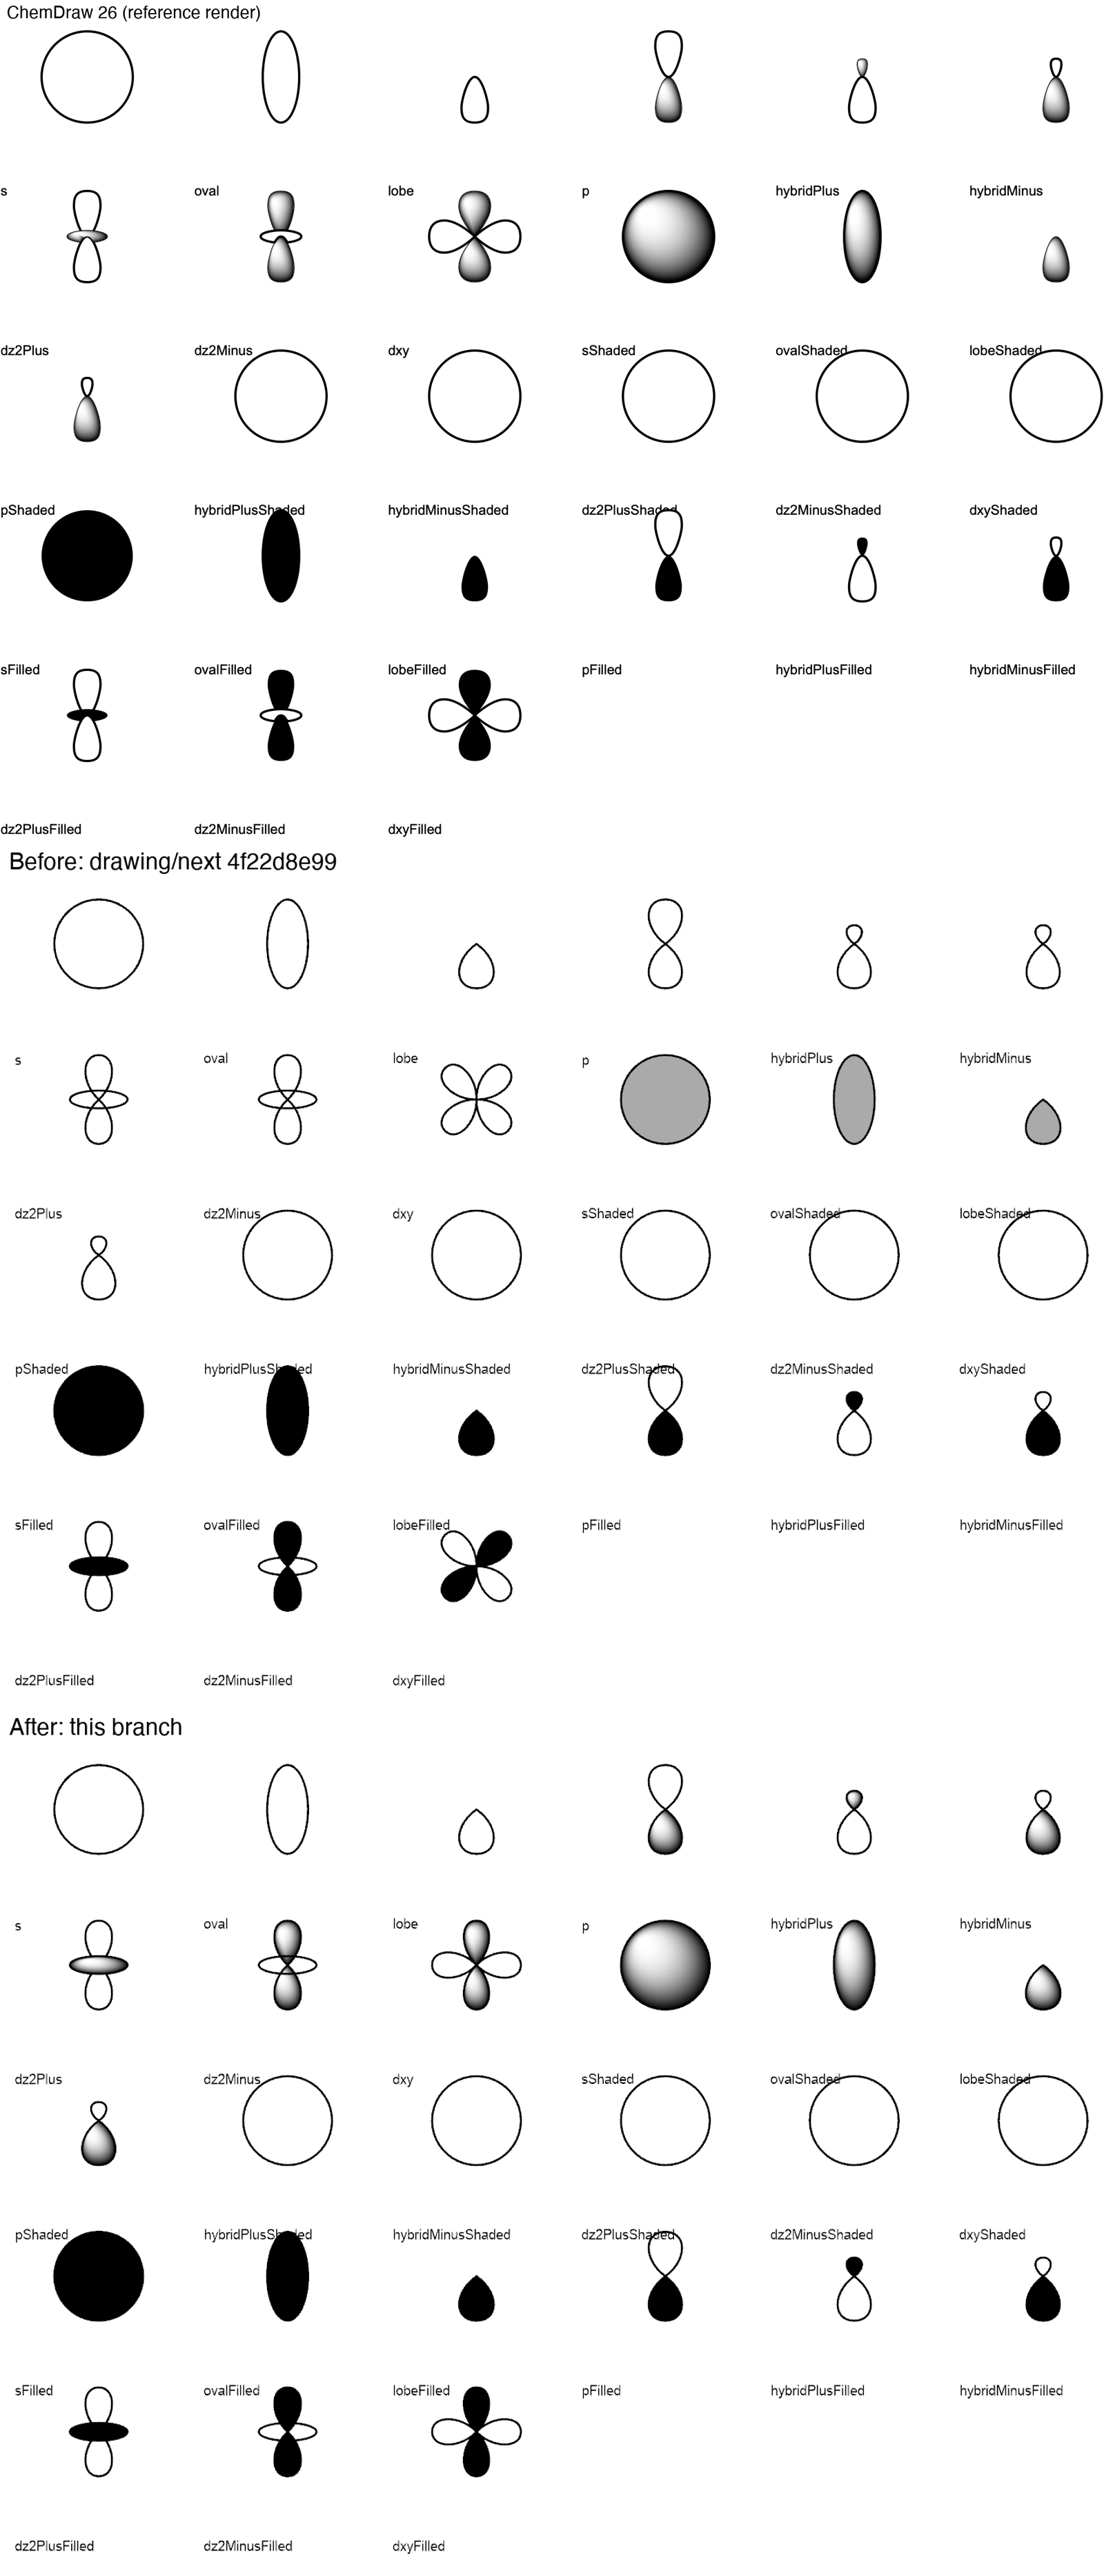 ChemDraw 26 (reference render)
s oval lobe p hybridPlus hybridMinus
dz2Plus dz2Minus dxy sShaded ovalShaded lobeShaded
pShaded hybridPlusShaded hybridMinusShaded dz2PlusShaded dz2MinusShaded dxyShaded
sFilled ovalFilled lobeFilled pFilled hybridPlusFilled hybridMinusFilled
dz2PlusFilled dz2MinusFilled dxyFilled
Before: drawing/next 4f22d8e99
s oval lobe p hybridPlus hybridMinus
dz2Plus dz2Minus dxy sShaded ovalShaded lobeShaded
pShaded hybridPlusShaded hybridMinusShaded dz2PlusShaded dz2MinusShaded dxyShaded
sFilled ovalFilled lobeFilled pFilled hybridPlusFilled hybridMinusFilled
dz2PlusFilled dz2MinusFilled dxyFilled
After: this branch
s oval lobe p hybridPlus hybridMinus
dz2Plus dz2Minus dxy sShaded ovalShaded lobeShaded
pShaded hybridPlusShaded hybridMinusShaded dz2PlusShaded dz2MinusShaded dxyShaded
sFilled ovalFilled lobeFilled pFilled hybridPlusFilled hybridMinusFilled
dz2PlusFilled dz2MinusFilled dxyFilled